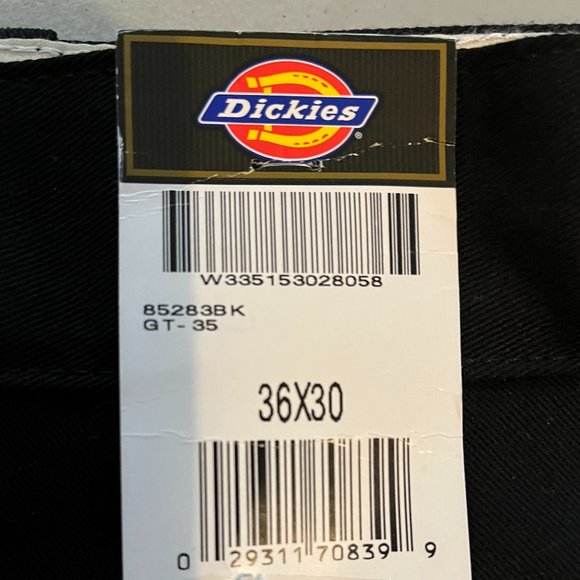 Dickies
®
W335153028058
85283BK
GT-35
36X30
0 29311 70839 9